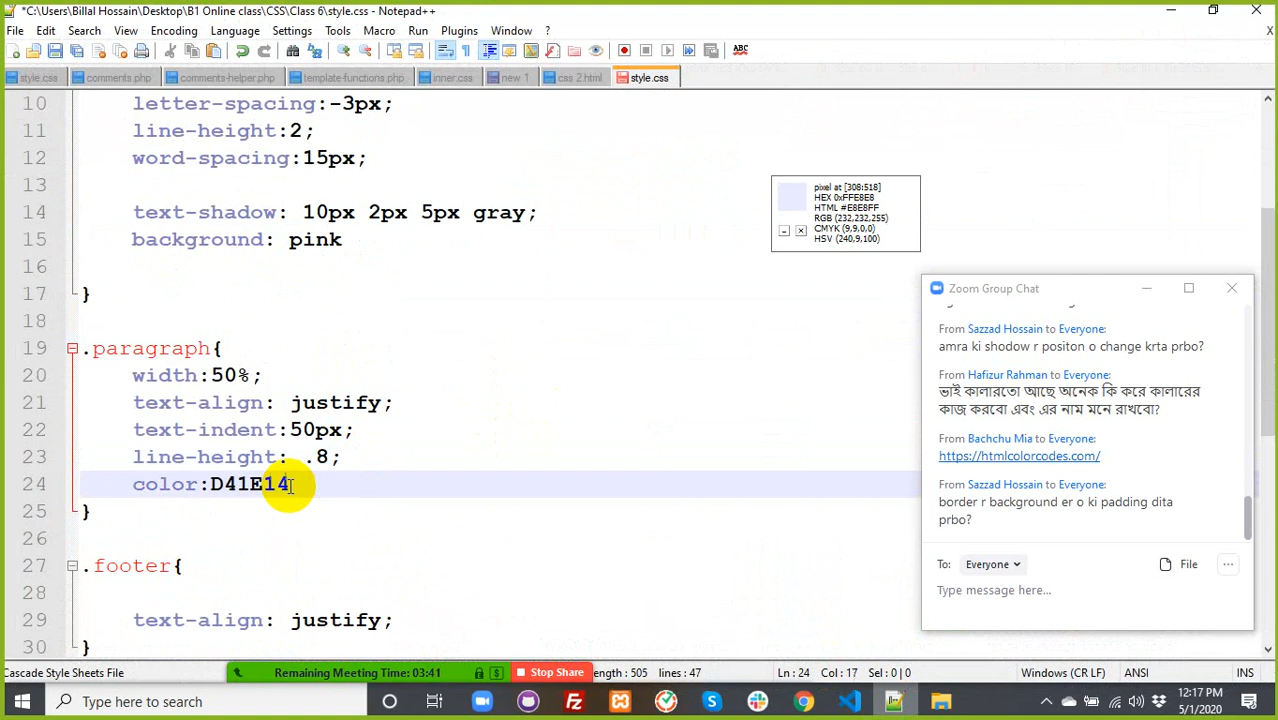 *C:\Users\Billal Hossain\Desktop\B1 Online class\CSS\Class 6\style.css - Notepad++
File Edit Search View Encoding Language Settings Tools Macro Run Plugins Window ?
style.css comments.php comments-helper.php template-functions.php inner.css new 1 css 2.html style.css
10 letter-spacing:-3px;
11 line-height:2;
12 word-spacing:15px;
13
14 text-shadow: 10px 2px 5px gray;
15 background: pink
16
17 }
18
19 .paragraph{
20 width:50%;
21 text-align: justify;
22 text-indent:50px;
23 line-height: .8;
24 color:D41E14
25 }
26
27 .footer{
28
29 text-align: justify;
30 }
pixel at [308:518]
HEX 0xFFE8E8
HTML #E8E8FF
RGB (232,232,255)
CMYK (9,9,0,0)
HSV (240,9,100)
Zoom Group Chat
From Sazzad Hossain to Everyone:
amra ki shodow r positon o change krta prbo?
From Hafizur Rahman to Everyone:
ভাই কালারতো আছে অনেক কি করে কালারের
কাজ করবো এবং এর নাম মনে রাখবো?
From Bachchu Mia to Everyone:
https://htmlcolorcodes.com/
From Sazzad Hossain to Everyone:
border r background er o ki padding dita
prbo?
To: Everyone File ...
Type message here...
Cascade Style Sheets File Remaining Meeting Time: 03:41 Stop Share length : 505 lines : 47 Ln : 24 Col : 17 Sel : 0 | 0 Windows (CR LF) ANSI INS
Type here to search
12:17 PM
5/1/2020